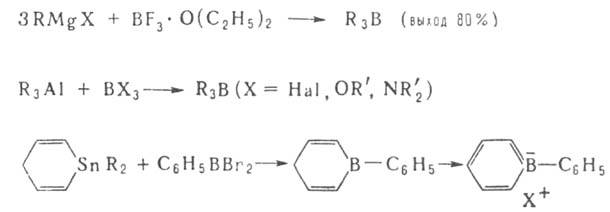 3RMgX + BF₃· O(C₂H₅)₂ → R₃B (выход 80%)
R₃Al + BX₃ → R₃B (X = Hal, OR′, NR′₂)
SnR₂ + C₆H₅BBr₂ → B—C₆H₅ → B̄—C₆H₅
X⁺